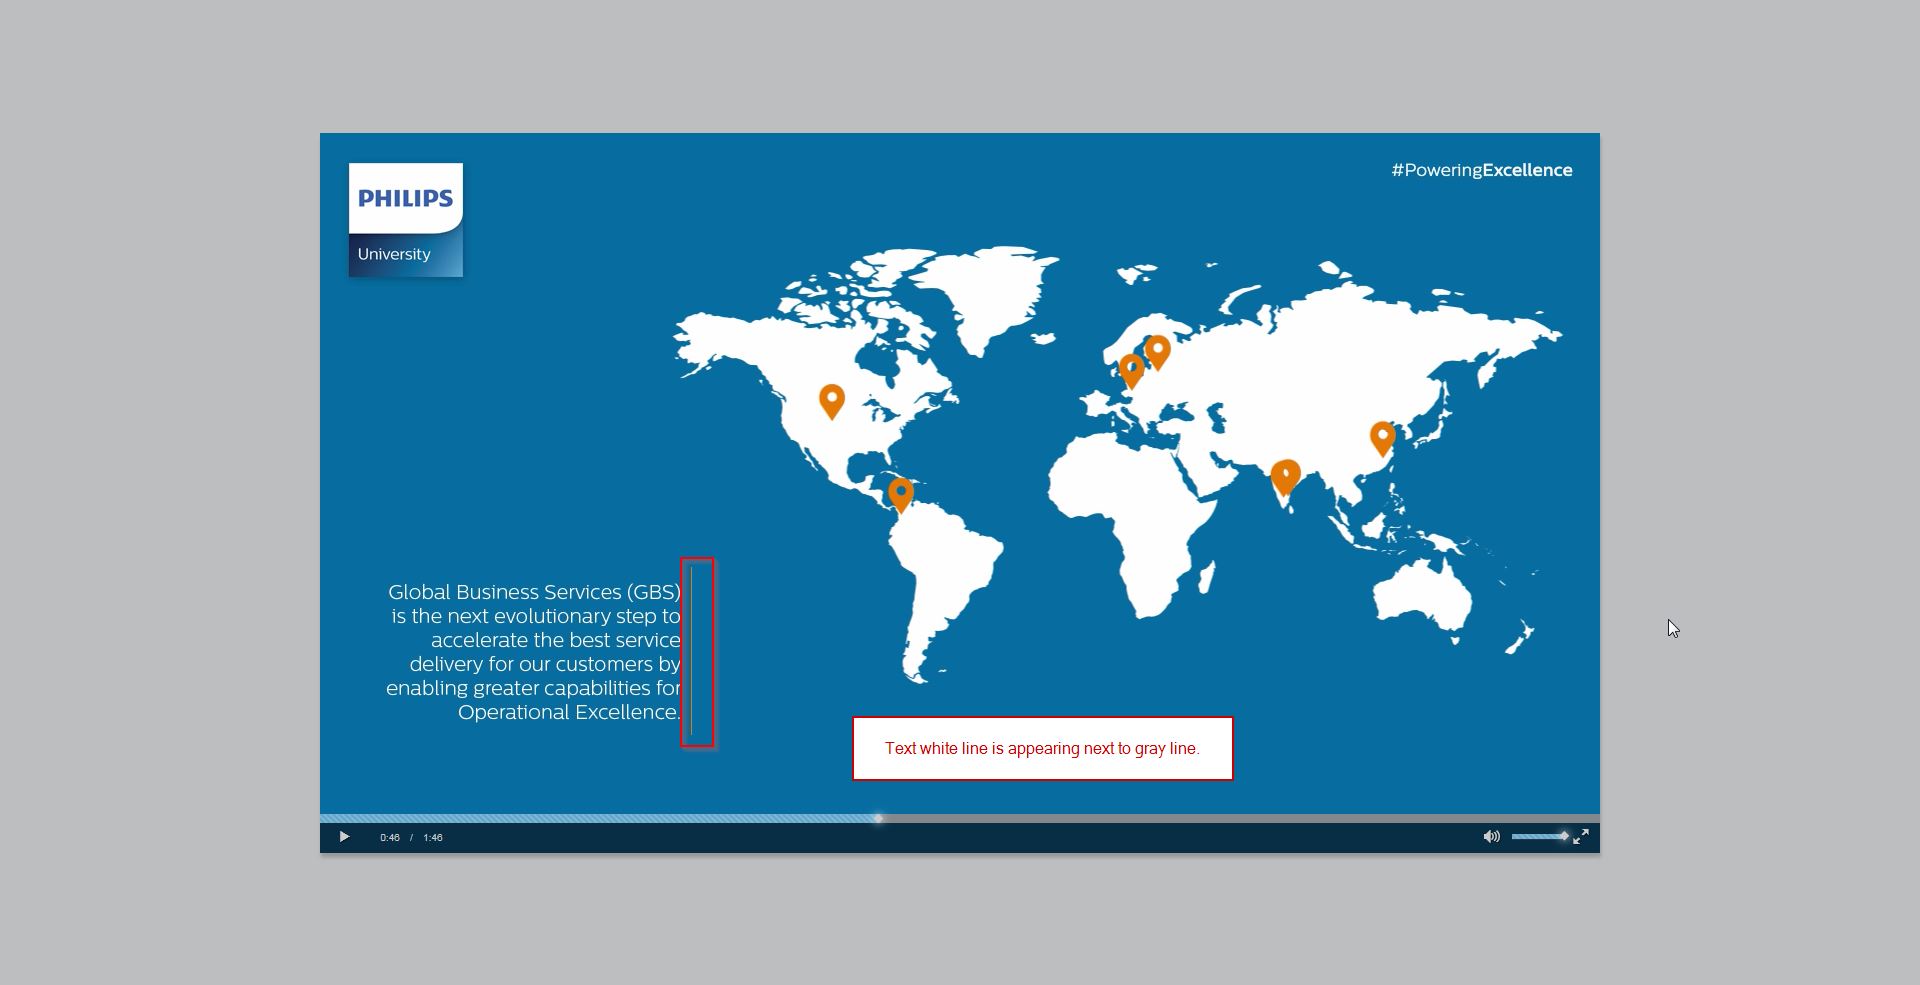 PHILIPS
University
#PoweringExcellence
Global Business Services (GBS)
is the next evolutionary step to
accelerate the best service
delivery for our customers by
enabling greater capabilities for
Operational Excellence.
Text white line is appearing next to gray line.
0:46 / 1:46